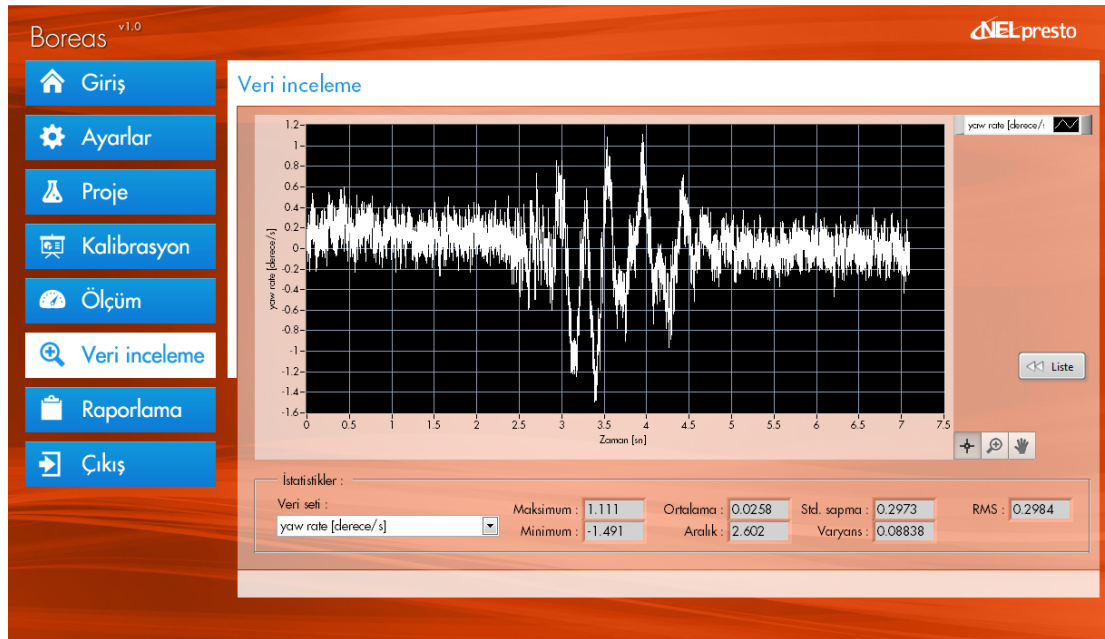 Boreas v1.0
NEL presto
Giriş
Ayarlar
Proje
Kalibrasyon
Ölçüm
Veri inceleme
Raporlama
Çıkış
Veri inceleme
yaw rate [derece/s
1.2
1
0.8
0.6
0.4
0.2
0
-0.2
-0.4
-0.6
-0.8
-1
-1.2
-1.4
-1.6
yaw rate [derece/s]
0 0.5 1 1.5 2 2.5 3 3.5 4 4.5 5 5.5 6 6.5 7 7.5
Zaman [sn]
Liste
İstatistikler :
Veri seti :
yaw rate [derece/s]
Maksimum : 1.111 Ortalama : 0.0258 Std. sapma : 0.2973 RMS : 0.2984
Minimum : -1.491 Aralık : 2.602 Varyans : 0.08838